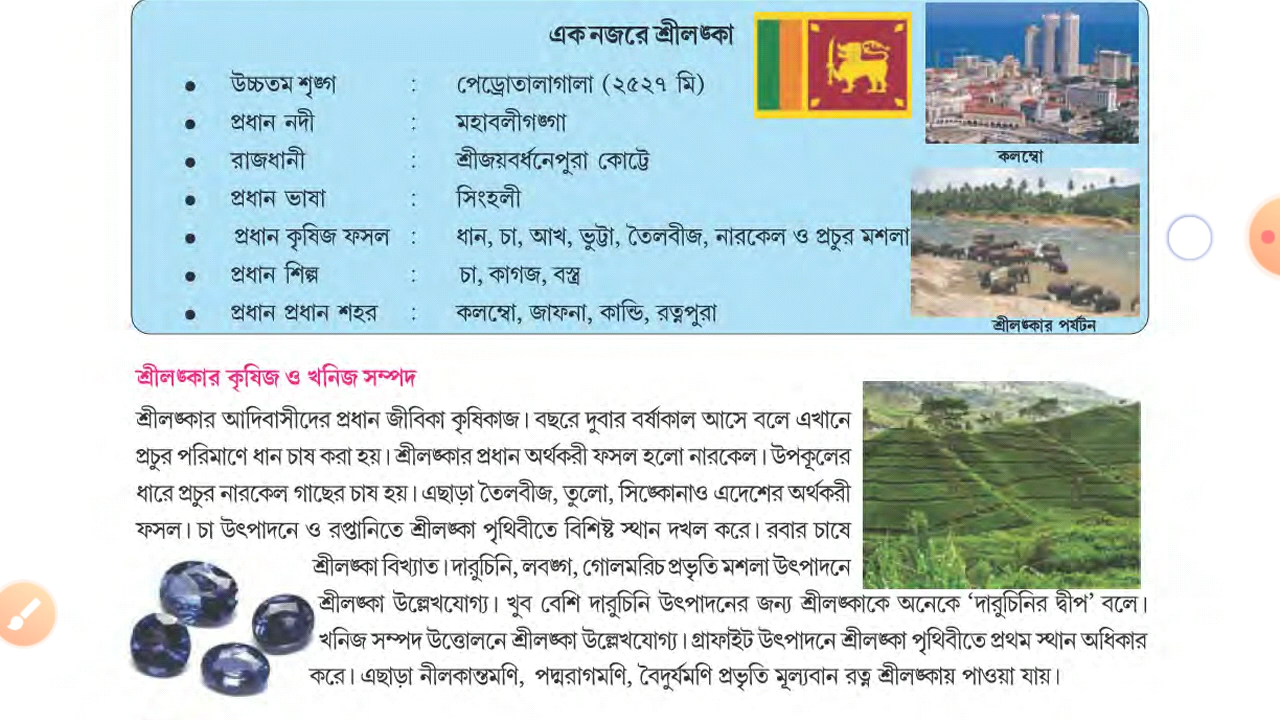 এক নজরে শ্রীলঙ্কা
• উচ্চতম শৃঙ্গ : পেড্রোতালাগালা (২৫২৭ মি)
• প্রধান নদী : মহাবলীগঙ্গা
• রাজধানী : শ্রীজয়বর্ধনেপুরা কোট্টে
• প্রধান ভাষা : সিংহলী
• প্রধান কৃষিজ ফসল : ধান, চা, আখ, ভুট্টা, তৈলবীজ, নারকেল ও প্রচুর মশলা
• প্রধান শিল্প : চা, কাগজ, বস্ত্র
• প্রধান প্রধান শহর : কলম্বো, জাফনা, কান্ডি, রত্নপুরা
কলম্বো
শ্রীলঙ্কার পর্যটন
শ্রীলঙ্কার কৃষিজ ও খনিজ সম্পদ
শ্রীলঙ্কার আদিবাসীদের প্রধান জীবিকা কৃষিকাজ। বছরে দুবার বর্ষাকাল আসে বলে এখানে
প্রচুর পরিমাণে ধান চাষ করা হয়। শ্রীলঙ্কার প্রধান অর্থকরী ফসল হলো নারকেল। উপকূলের
ধারে প্রচুর নারকেল গাছের চাষ হয়। এছাড়া তৈলবীজ, তুলো, সিঙ্কোনাও এদেশের অর্থকরী
ফসল। চা উৎপাদনে ও রপ্তানিতে শ্রীলঙ্কা পৃথিবীতে বিশিষ্ট স্থান দখল করে। রবার চাষে
শ্রীলঙ্কা বিখ্যাত। দারুচিনি, লবঙ্গ, গোলমরিচ প্রভৃতি মশলা উৎপাদনে
শ্রীলঙ্কা উল্লেখযোগ্য। খুব বেশি দারুচিনি উৎপাদনের জন্য শ্রীলঙ্কাকে অনেকে ‘দারুচিনির দ্বীপ’ বলে।
খনিজ সম্পদ উত্তোলনে শ্রীলঙ্কা উল্লেখযোগ্য। গ্রাফাইট উৎপাদনে শ্রীলঙ্কা পৃথিবীতে প্রথম স্থান অধিকার
করে। এছাড়া নীলকান্তমণি, পদ্মরাগমণি, বৈদুর্যমণি প্রভৃতি মূল্যবান রত্ন শ্রীলঙ্কায় পাওয়া যায়।